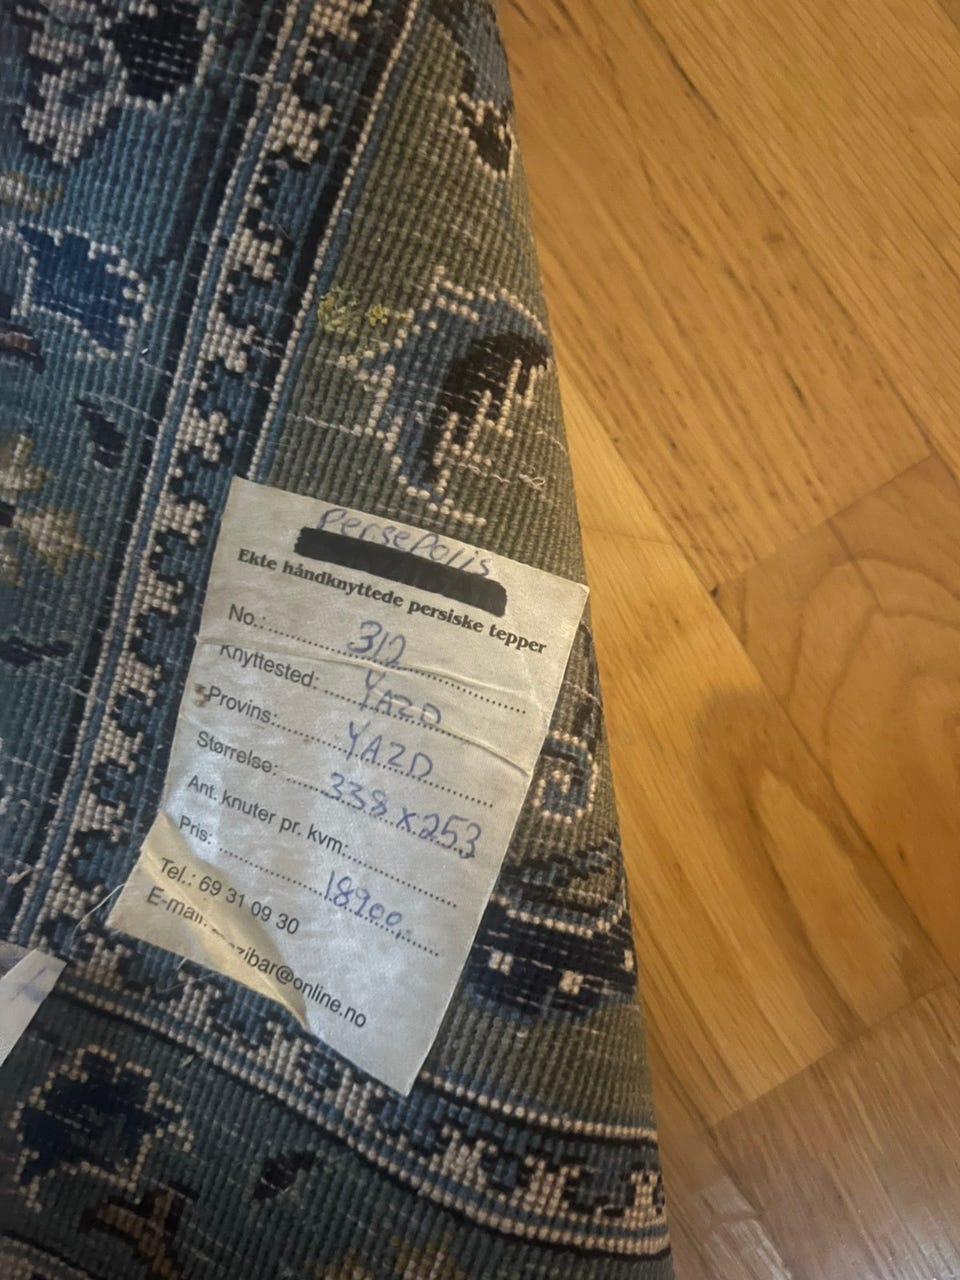 Persepolis
Ekte håndknyttede persiske tepper
No.: 312
Knyttested: YAZD
Provins: YAZD
Størrelse: 338 x 253
Ant. knuter pr. kvm:
Pris: 18900,-
Tel.: 69 31 09 30
E-mail: zibar@online.no